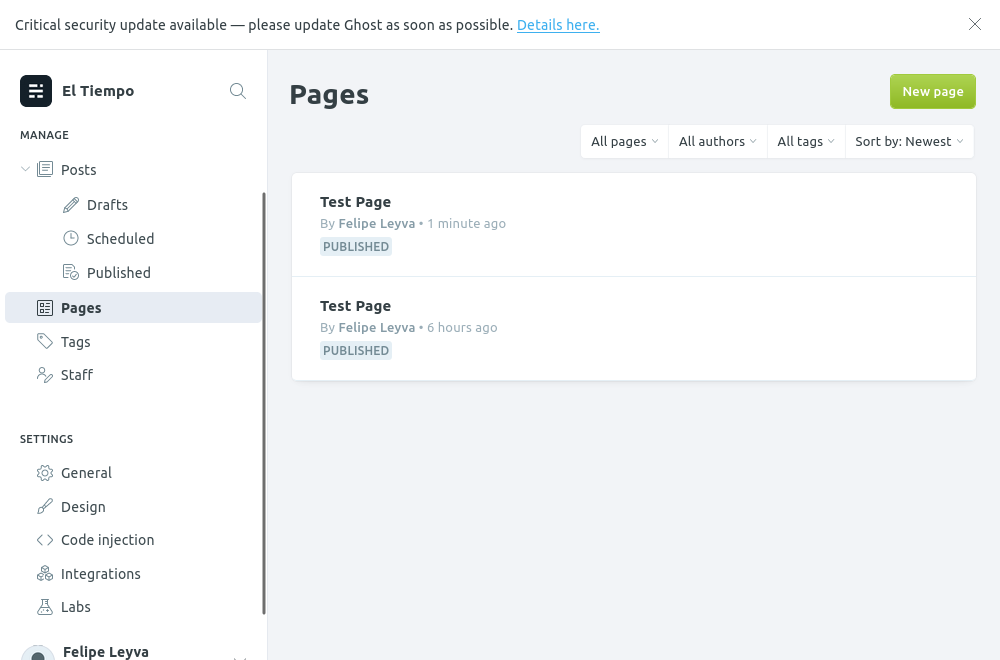 Critical security update available — please update Ghost as soon as possible. Details here.
El Tiempo
MANAGE
Posts
Drafts
Scheduled
Published
Pages
Tags
Staff
SETTINGS
General
Design
Code injection
Integrations
Labs
Felipe Leyva
Pages
New page
All pages
All authors
All tags
Sort by: Newest
Test Page
By Felipe Leyva • 1 minute ago
PUBLISHED
Test Page
By Felipe Leyva • 6 hours ago
PUBLISHED